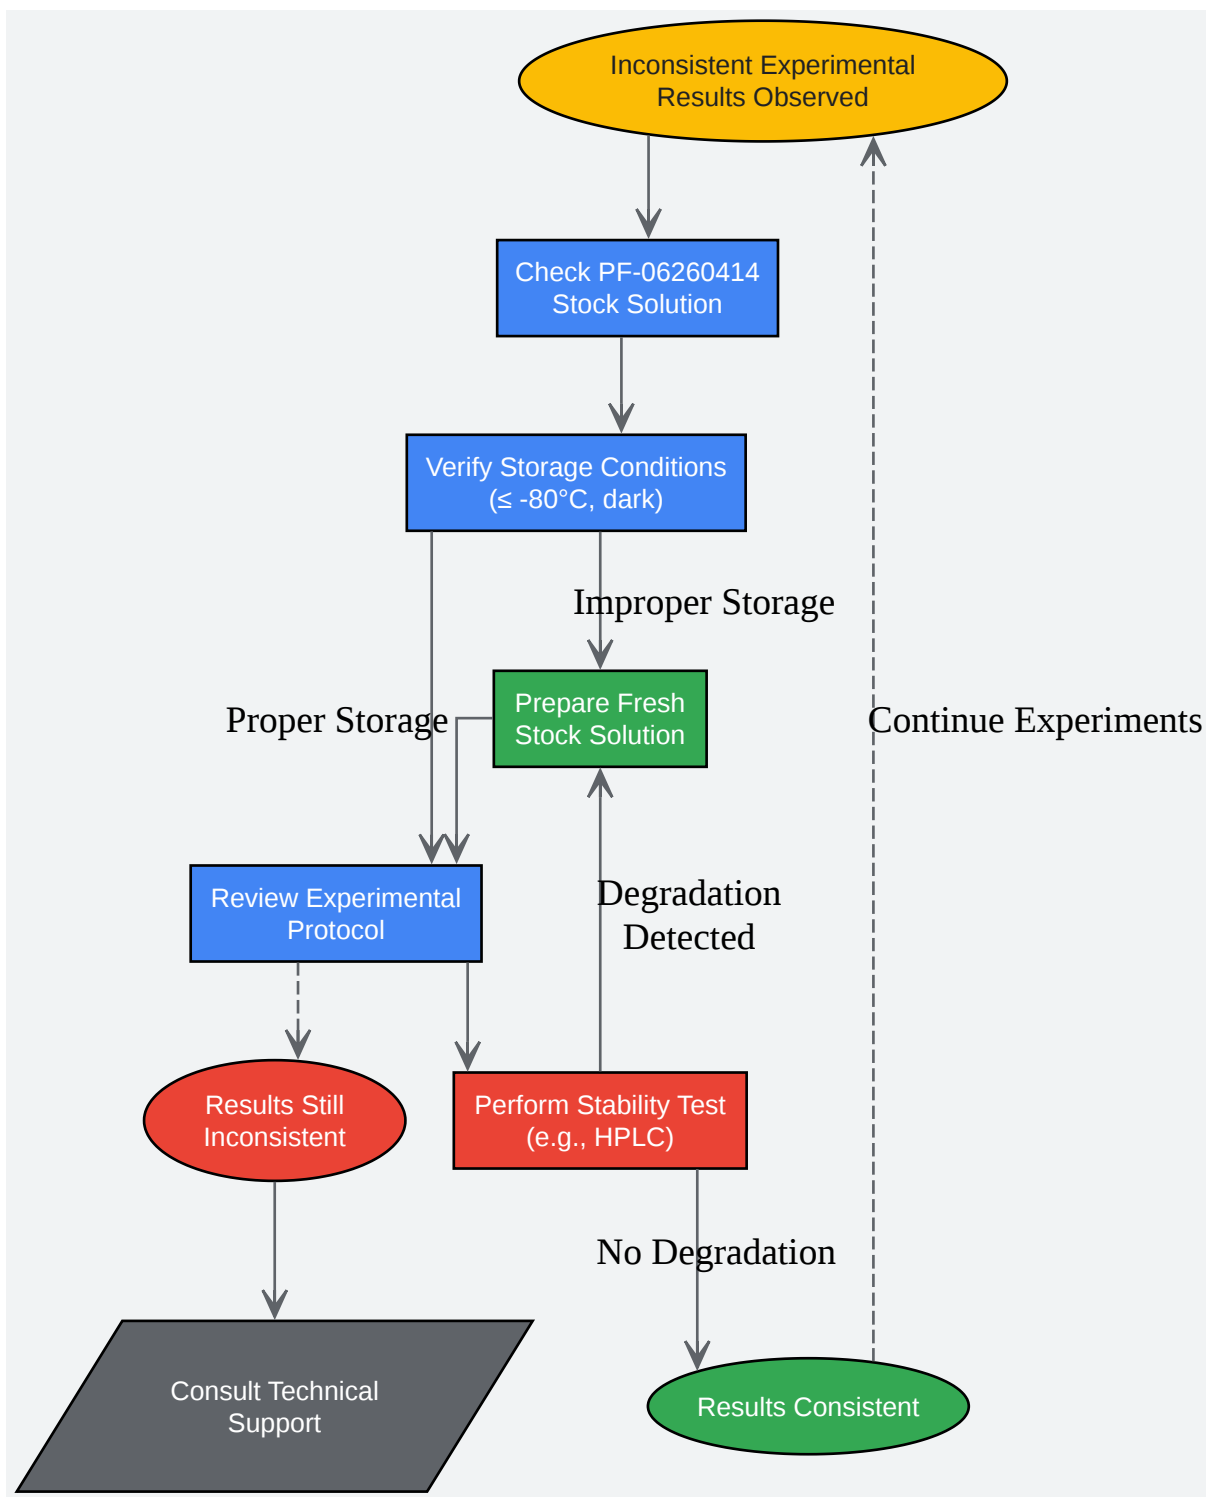 Inconsistent Experimental
Results Observed
Check PF-06260414
Stock Solution
Verify Storage Conditions
(≤ -80°C, dark)
Improper Storage
Prepare Fresh
Stock Solution
Proper Storage
Continue Experiments
Review Experimental
Protocol
Degradation
Detected
Results Still
Inconsistent
Perform Stability Test
(e.g., HPLC)
No Degradation
Consult Technical
Support
Results Consistent